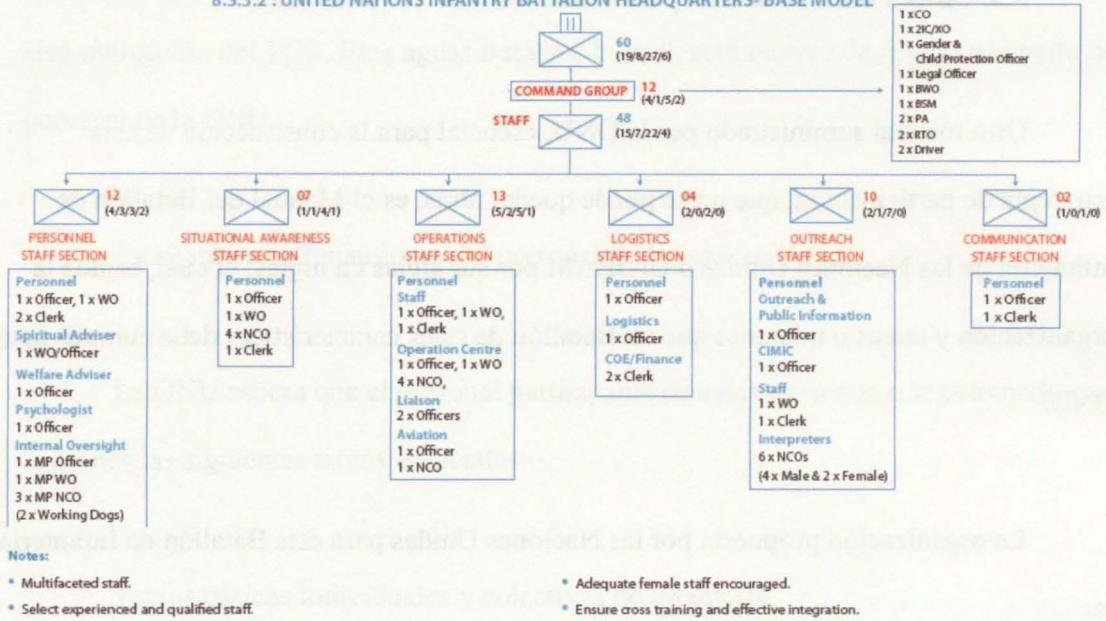 8.5.3.2 : UNITED NATIONS INFANTRY BATTALION HEADQUARTERS- BASE MODEL
60
(19/8/27/6)
COMMAND GROUP 12
(4/1/5/2)
1 x CO
1 x 2IC/XO
1 x Gender &
Child Protection Officer
1 x Legal Officer
1 x BWO
1 x BSM
2 x PA
2 x RTO
2 x Driver
STAFF 48
(15/7/22/4)
12
(4/3/3/2)
PERSONNEL
STAFF SECTION
Personnel
1 x Officer, 1 x WO
2 x Clerk
Spiritual Adviser
1 x WO/Officer
Welfare Adviser
1 x Officer
Psychologist
1 x Officer
Internal Oversight
1 x MP Officer
1 x MP WO
3 x MP NCO
(2 x Working Dogs)
07
(1/1/4/1)
SITUATIONAL AWARENESS
STAFF SECTION
Personnel
1 x Officer
1 x WO
4 x NCO
1 x Clerk
13
(5/2/5/1)
OPERATIONS
STAFF SECTION
Personnel
Staff
1 x Officer, 1 x WO,
1 x Clerk
Operation Centre
1 x Officer, 1 x WO
4 x NCO,
Liaison
2 x Officers
Aviation
1 x Officer
1 x NCO
04
(2/0/2/0)
LOGISTICS
STAFF SECTION
Personnel
1 x Officer
Logistics
1 x Officer
COE/Finance
2 x Clerk
10
(2/1/7/0)
OUTREACH
STAFF SECTION
Personnel
Outreach &
Public Information
1 x Officer
CIMIC
1 x Officer
Staff
1 x WO
1 x Clerk
Interpreters
6 x NCOs
(4 x Male & 2 x Female)
02
(1/0/1/0)
COMMUNICATION
STAFF SECTION
Personnel
1 x Officer
1 x Clerk
Notes:
• Multifaceted staff.
• Select experienced and qualified staff.
• Adequate female staff encouraged.
• Ensure cross training and effective integration.